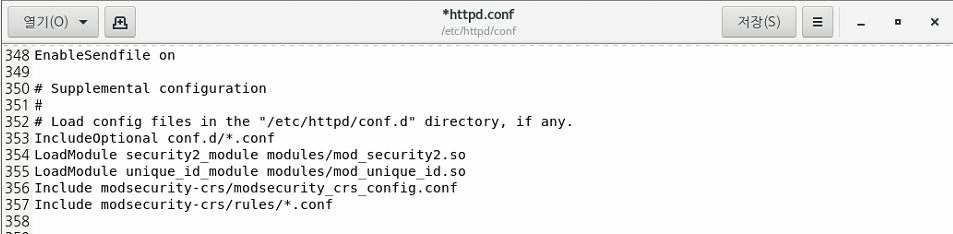 열기(O)
*httpd.conf
/etc/httpd/conf
저장(S)
348 EnableSendfile on
349
350 # Supplemental configuration
351 #
352 # Load config files in the "/etc/httpd/conf.d" directory, if any.
353 IncludeOptional conf.d/*.conf
354 LoadModule security2_module modules/mod_security2.so
355 LoadModule unique_id_module modules/mod_unique_id.so
356 Include modsecurity-crs/modsecurity_crs_config.conf
357 Include modsecurity-crs/rules/*.conf
358